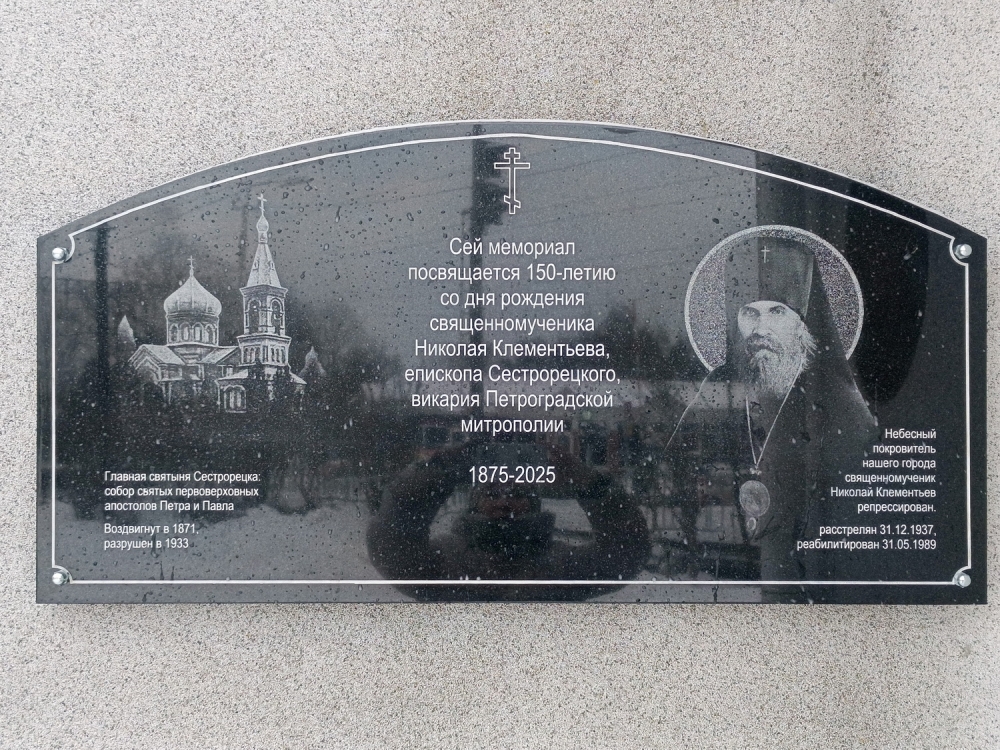 Сей мемориал
посвящается 150-летию
со дня рождения
священномученика
Николая Клементьева,
епископа Сестрорецкого,
викария Петроградской
митрополии
1875-2025
Главная святыня Сестрорецка:
собор святых первоверховных
апостолов Петра и Павла
Воздвигнут в 1871,
разрушен в 1933
Небесный
покровитель
нашего города
священномученик
Николай Клементьев
репрессирован.
расстрелян 31.12.1937,
реабилитирован 31.05.1989